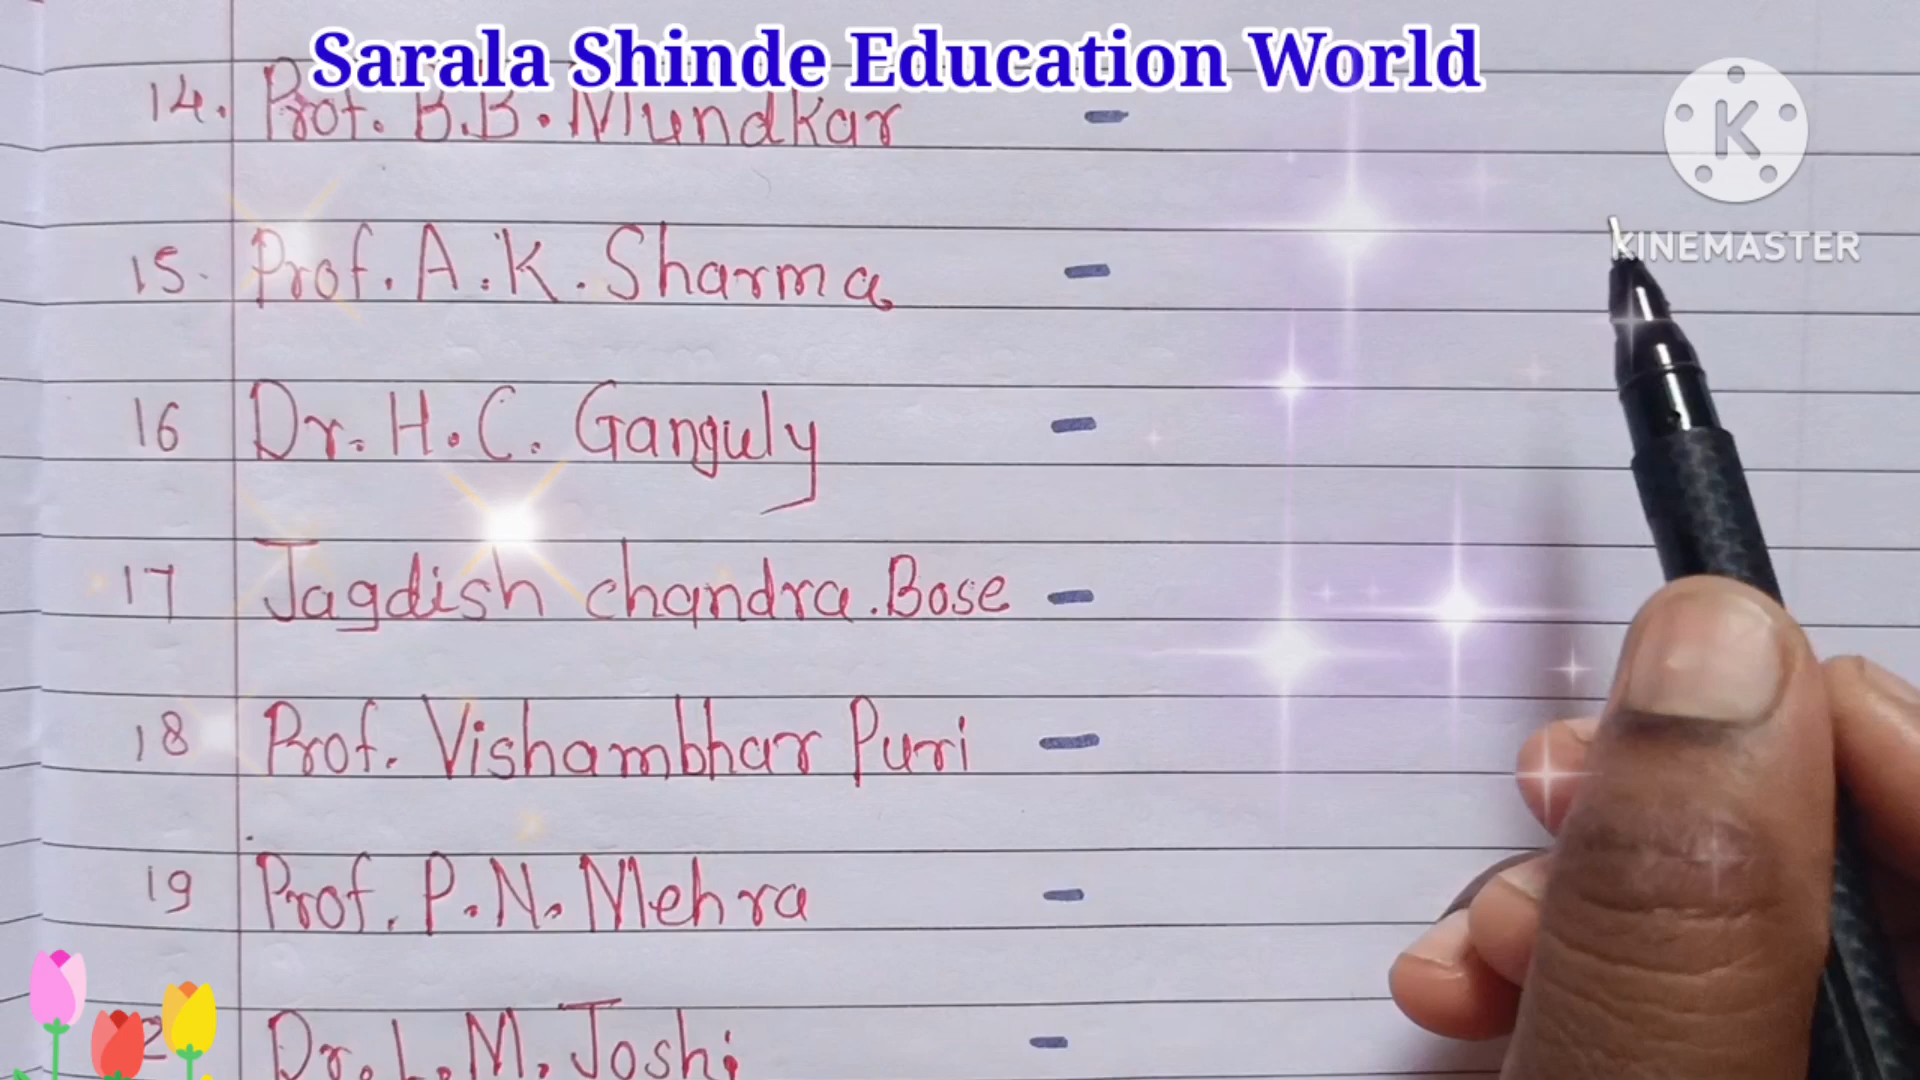 Sarala Shinde Education World
14. Prof. B.B. Mundkar -
K
KINEMASTER
15. Prof. A.K. Sharma -
16 Dr. H.C. Ganguly -
17 Jagdish chandra.Bose -
18 Prof. Vishambhar Puri -
19 Prof. P.N. Mehra -
2 Dr. L.M. Joshi -